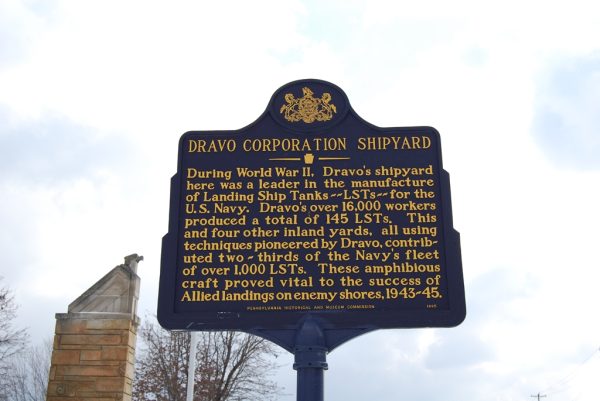 DRAVO CORPORATION SHIPYARD
During World War II, Dravo's shipyard
here was a leader in the manufacture
of Landing Ship Tanks--LSTs--for the
U.S. Navy. Dravo's over 16,000 workers
produced a total of 145 LSTs. This
and four other inland yards, all using
techniques pioneered by Dravo, contrib-
uted two-thirds of the Navy's fleet
of over 1,000 LSTs. These amphibious
craft proved vital to the success of
Allied landings on enemy shores, 1943-45.
PENNSYLVANIA HISTORICAL AND MUSEUM COMMISSION